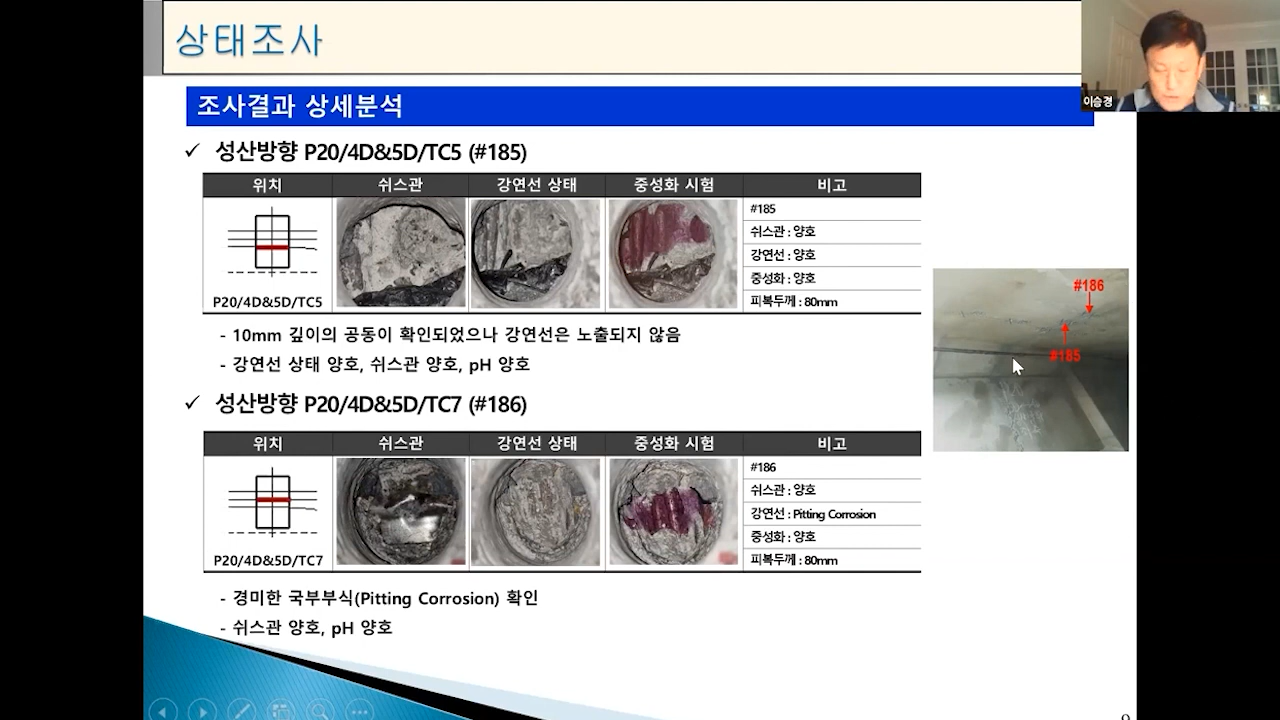 상태조사
이승경
조사결과 상세분석
✓ 성산방향 P20/4D&5D/TC5 (#185)
위치 쉬스관 강연선 상태 중성화 시험 비고
P20/4D&5D/TC5
#185
쉬스관 : 양호
강연선 : 양호
중성화 : 양호
피복두께 : 80mm
- 10mm 깊이의 공동이 확인되었으나 강연선은 노출되지 않음
- 강연선 상태 양호, 쉬스관 양호, pH 양호
#186
#185
✓ 성산방향 P20/4D&5D/TC7 (#186)
위치 쉬스관 강연선 상태 중성화 시험 비고
P20/4D&5D/TC7
#186
쉬스관 : 양호
강연선 : Pitting Corrosion
중성화 : 양호
피복두께 : 80mm
- 경미한 국부부식(Pitting Corrosion) 확인
- 쉬스관 양호, pH 양호